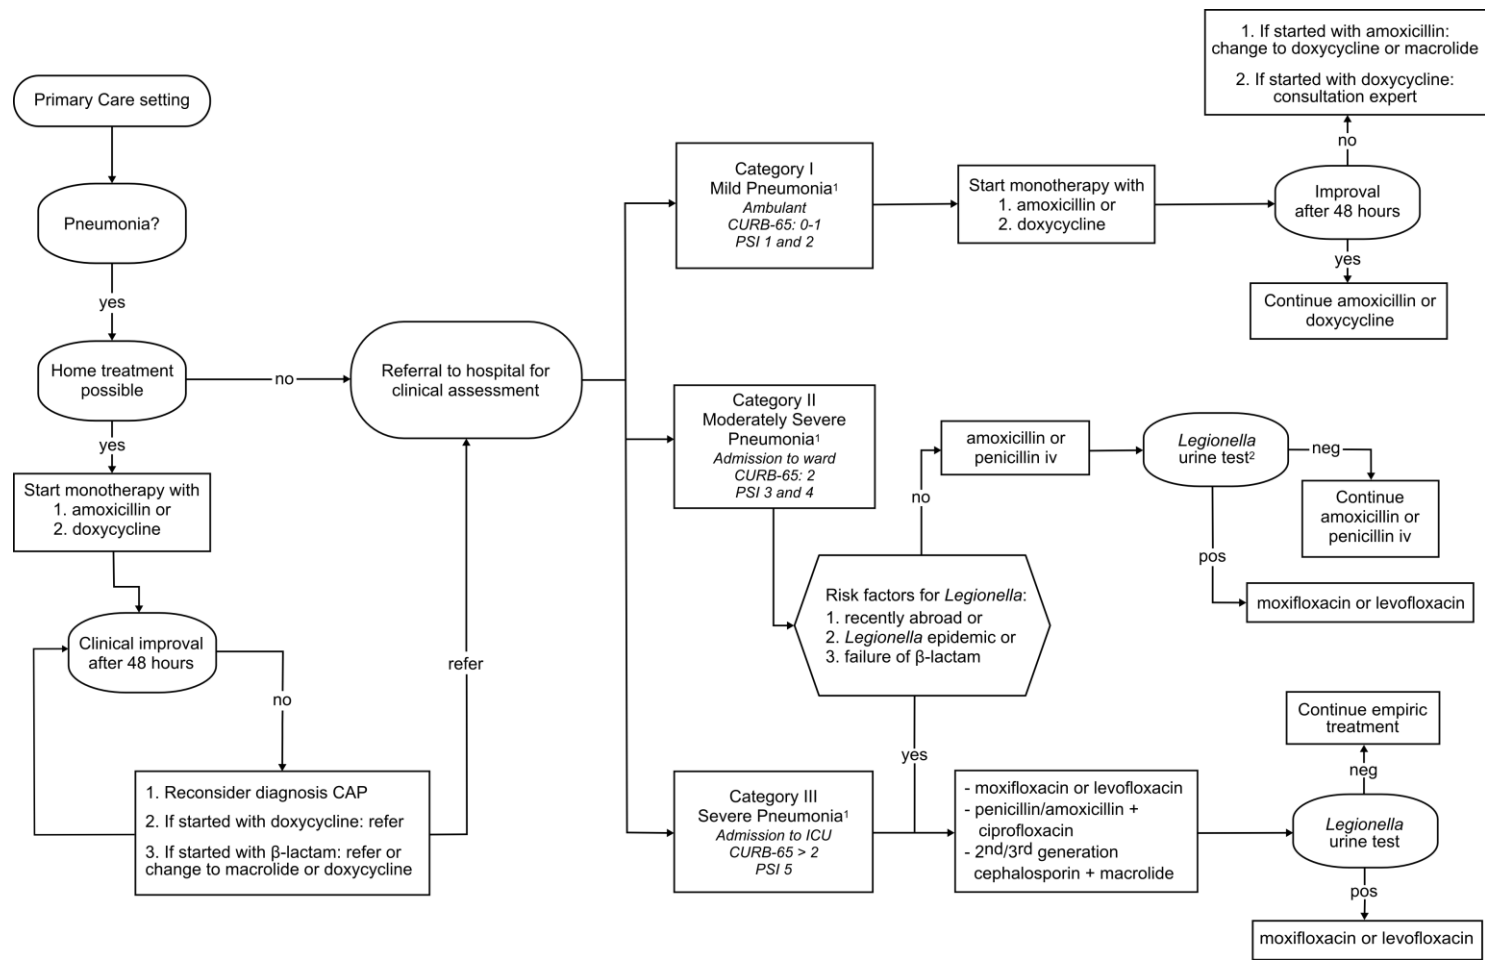 Primary Care setting
Pneumonia?
yes
Home treatment
possible
no
yes
Start monotherapy with
1. amoxicillin or
2. doxycycline
Clinical improval
after 48 hours
no
1. Reconsider diagnosis CAP
2. If started with doxycycline: refer
3. If started with β-lactam: refer or
change to macrolide or doxycycline
refer
Referral to hospital for
clinical assessment
Category I
Mild Pneumonia¹
Ambulant
CURB-65: 0-1
PSI 1 and 2
Start monotherapy with
1. amoxicillin or
2. doxycycline
Improval
after 48 hours
no
1. If started with amoxicillin:
change to doxycycline or macrolide
2. If started with doxycycline:
consultation expert
yes
Continue amoxicillin or
doxycycline
Category II
Moderately Severe
Pneumonia¹
Admission to ward
CURB-65: 2
PSI 3 and 4
Risk factors for Legionella:
1. recently abroad or
2. Legionella epidemic or
3. failure of β-lactam
no
amoxicillin or
penicillin iv
Legionella
urine test²
neg
Continue
amoxicillin or
penicillin iv
pos
moxifloxacin or levofloxacin
yes
Category III
Severe Pneumonia¹
Admission to ICU
CURB-65 > 2
PSI 5
- moxifloxacin or levofloxacin
- penicillin/amoxicillin +
ciprofloxacin
- 2nd/3rd generation
cephalosporin + macrolide
Legionella
urine test
neg
Continue empiric
treatment
pos
moxifloxacin or levofloxacin